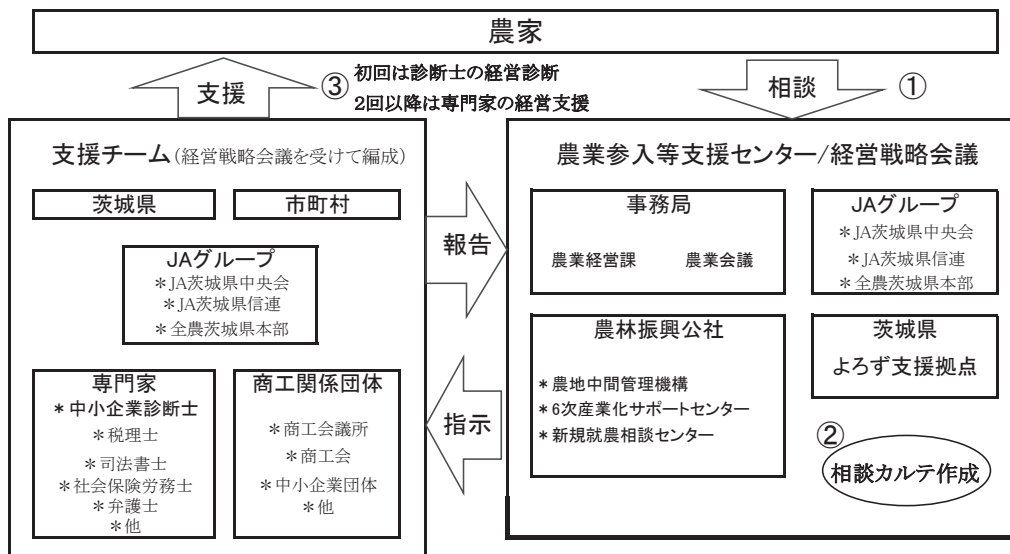 農家
支援
③
初回は診断士の経営診断
2回以降は専門家の経営支援
相談
①
支援チーム（経営戦略会議を受けて編成）
茨城県
市町村
JAグループ
＊JA茨城県中央会
＊JA茨城県信連
＊全農茨城県本部
専門家
＊中小企業診断士
＊税理士
＊司法書士
＊社会保険労務士
＊弁護士
＊他
商工関係団体
＊商工会議所
＊商工会
＊中小企業団体
＊他
報告
指示
農業参入等支援センター/経営戦略会議
事務局
農業経営課 農業会議
JAグループ
＊JA茨城県中央会
＊JA茨城県信連
＊全農茨城県本部
農林振興公社
＊農地中間管理機構
＊6次産業化サポートセンター
＊新規就農相談センター
茨城県
よろず支援拠点
②
相談カルテ作成